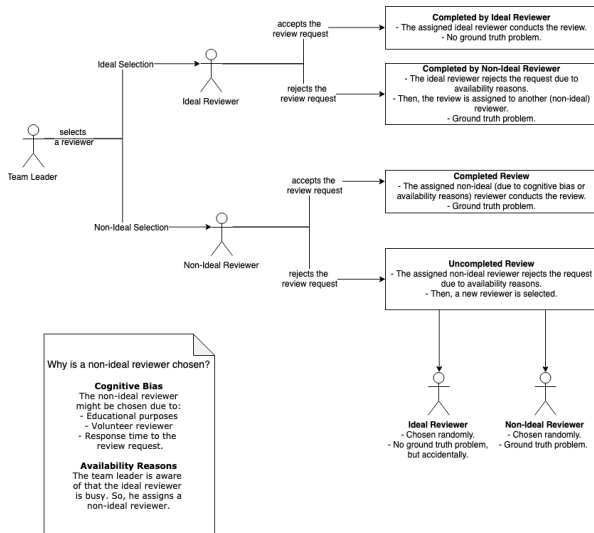 accepts the
review request
Completed by Ideal Reviewer
- The assigned ideal reviewer conducts the review.
- No ground truth problem.
Ideal Selection
Ideal Reviewer
rejects the
review request
Completed by Non-Ideal Reviewer
- The ideal reviewer rejects the request due to
availability reasons.
- Then, the review is assigned to another (non-ideal)
reviewer.
- Ground truth problem.
selects
a reviewer
Team Leader
accepts the
review request
Completed Review
- The assigned non-ideal (due to cognitive bias or
availability reasons) reviewer conducts the review.
- Ground truth problem.
Non-Ideal Selection
Non-Ideal Reviewer
rejects the
review request
Uncompleted Review
- The assigned non-ideal reviewer rejects the request
due to availability reasons.
- Then, a new reviewer is selected.
Ideal Reviewer
- Chosen randomly.
- No ground truth problem,
but accidentally.
Non-Ideal Reviewer
- Chosen randomly.
- Ground truth problem.
Why is a non-ideal reviewer chosen?
Cognitive Bias
The non-ideal reviewer
might be chosen due to:
- Educational purposes
- Volunteer reviewer
- Response time to the
review request.
Availability Reasons
The team leader is aware
of that the ideal reviewer
is busy. So, he assigns a
non-ideal reviewer.